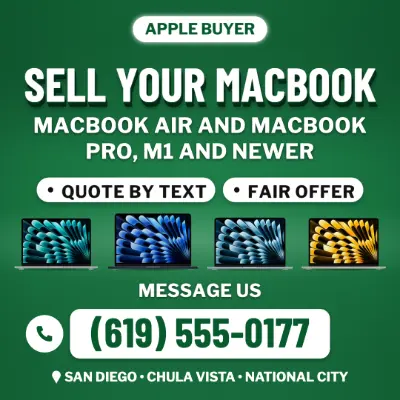 APPLE BUYER
SELL YOUR MACBOOK
MACBOOK AIR AND MACBOOK
PRO, M1 AND NEWER
• QUOTE BY TEXT
• FAIR OFFER
MESSAGE US
(619) 555-0177
SAN DIEGO • CHULA VISTA • NATIONAL CITY